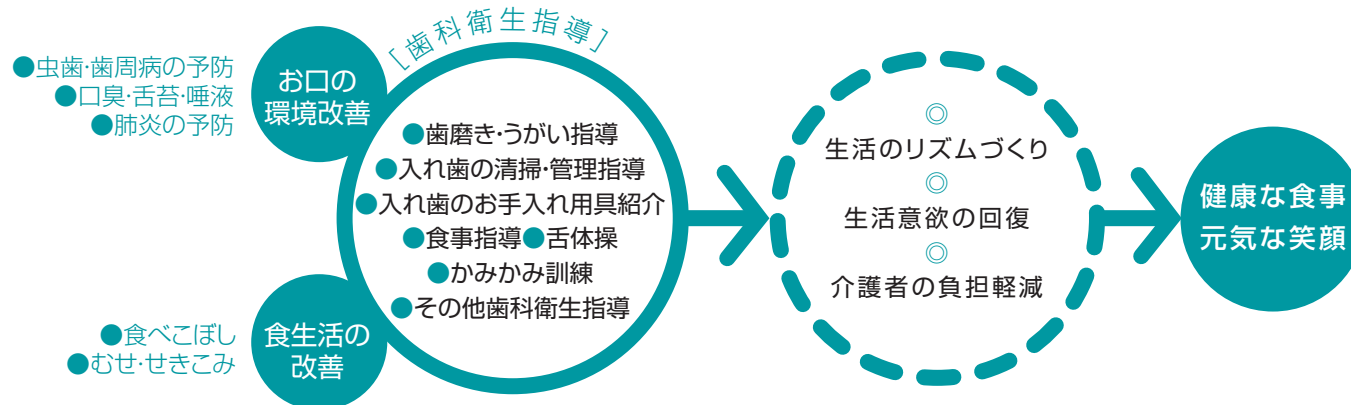 [歯科衛生指導]
●虫歯・歯周病の予防
●口臭・舌苔・唾液
●肺炎の予防
お口の
環境改善
●食べこぼし
●むせ・せきこみ
食生活の
改善
●歯磨き・うがい指導
●入れ歯の清掃・管理指導
●入れ歯のお手入れ用具紹介
●食事指導●舌体操
●かみかみ訓練
●その他歯科衛生指導
◎
生活のリズムづくり
◎
生活意欲の回復
◎
介護者の負担軽減
健康な食事
元気な笑顔